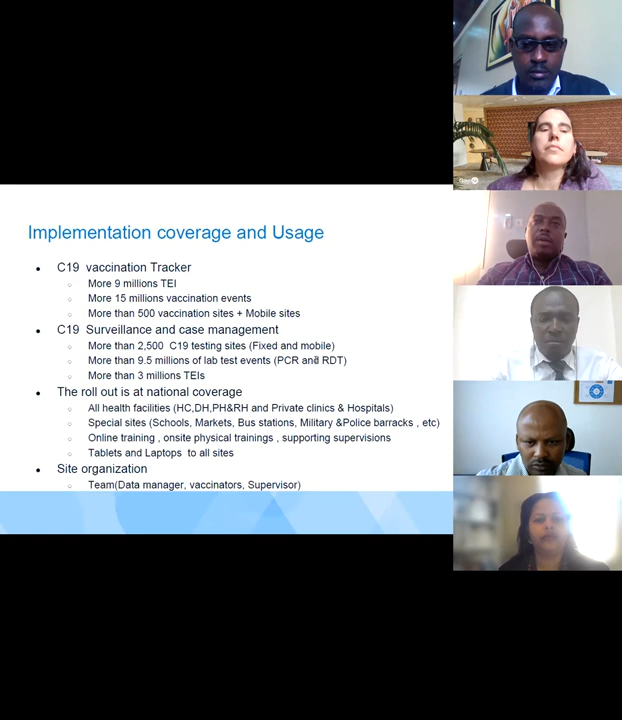 Implementation coverage and Usage
C19 vaccination Tracker
More 9 millions TEI
More 15 millions vaccination events
More than 500 vaccination sites + Mobile sites
C19 Surveillance and case management
More than 2,500 C19 testing sites (Fixed and mobile)
More than 9.5 millions of lab test events (PCR and RDT)
More than 3 millions TEIs
The roll out is at national coverage
All health facilities (HC,DH,PH&RH and Private clinics & Hospitals)
Special sites (Schools, Markets, Bus stations, Military &Police barracks , etc)
Online training , onsite physical trainings , supporting supervisions
Tablets and Laptops to all sites
Site organization
Team(Data manager, vaccinators, Supervisor)